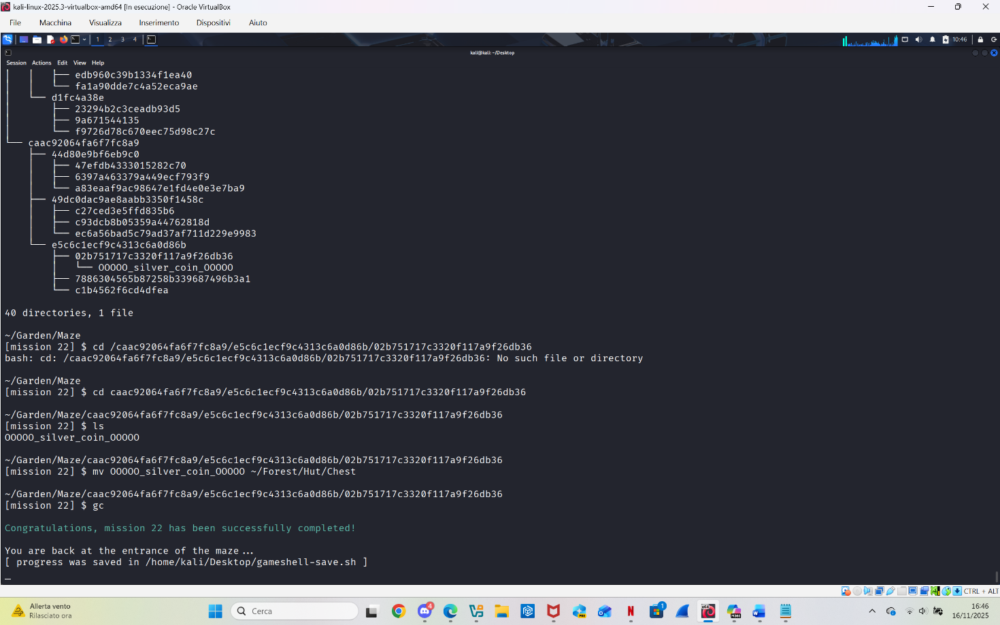 kali-linux-2025.3-virtualbox-amd64 [In esecuzione] - Oracle VirtualBox
File Macchina Visualizza Inserimento Dispositivi Aiuto
1 2 3 4 10:46
kali@kali: ~/Desktop
Session Actions Edit View Help
│   │   ├── edb960c39b1334f1ea40
│   │   └── fa1a90dde7c4a52eca9ae
│   └── d1fc4a38e
│       ├── 23294b2c3ceadb93d5
│       ├── 9a671544135
│       └── f9726d78c670eec75d98c27c
└── caac92064fa6f7fc8a9
    ├── 44d80e9bf6eb9c0
    │   ├── 47efdb4333015282c70
    │   ├── 6397a463379a449ecf793f9
    │   └── a83eaaf9ac98647e1fd4e0e3e7ba9
    ├── 49dc0dac9ae8aabb3350f1458c
    │   ├── c27ced3e5ffd835b6
    │   ├── c93dcb8b05359a44762818d
    │   └── ec6a56bad5c79ad37af711d229e9983
    └── e5c6c1ecf9c4313c6a0d86b
        ├── 02b751717c3320f117a9f26db36
        │   └── OOOOO_silver_coin_OOOOO
        ├── 7886304565b87258b339687496b3a1
        └── c1b4562f6cd4dfea
40 directories, 1 file
~/Garden/Maze
[mission 22] $ cd /caac92064fa6f7fc8a9/e5c6c1ecf9c4313c6a0d86b/02b751717c3320f117a9f26db36
bash: cd: /caac92064fa6f7fc8a9/e5c6c1ecf9c4313c6a0d86b/02b751717c3320f117a9f26db36: No such file or directory
~/Garden/Maze
[mission 22] $ cd caac92064fa6f7fc8a9/e5c6c1ecf9c4313c6a0d86b/02b751717c3320f117a9f26db36
~/Garden/Maze/caac92064fa6f7fc8a9/e5c6c1ecf9c4313c6a0d86b/02b751717c3320f117a9f26db36
[mission 22] $ ls
OOOOO_silver_coin_OOOOO
~/Garden/Maze/caac92064fa6f7fc8a9/e5c6c1ecf9c4313c6a0d86b/02b751717c3320f117a9f26db36
[mission 22] $ mv OOOOO_silver_coin_OOOOO ~/Forest/Hut/Chest
~/Garden/Maze/caac92064fa6f7fc8a9/e5c6c1ecf9c4313c6a0d86b/02b751717c3320f117a9f26db36
[mission 22] $ gc
Congratulations, mission 22 has been successfully completed!
You are back at the entrance of the maze...
[ progress was saved in /home/kali/Desktop/gameshell-save.sh ]
CTRL + ALT
Allerta vento
Rilasciato ora
Cerca
4
1
16:46
16/11/2025